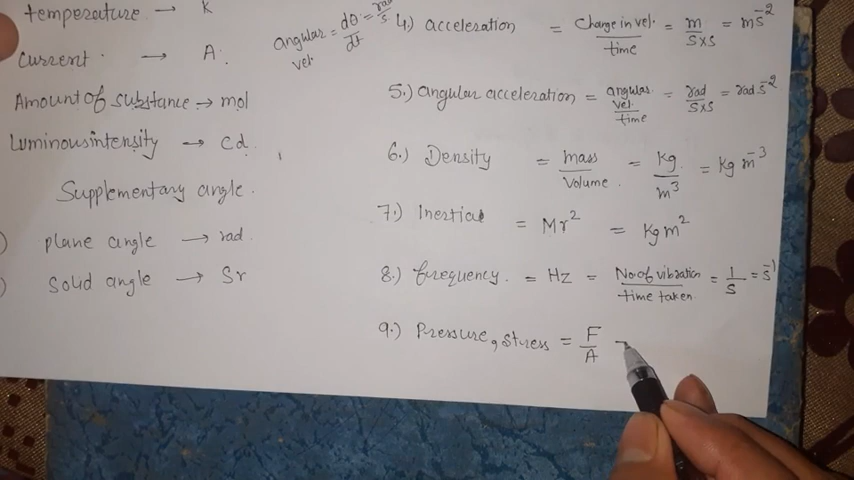 temperature → K
Current. → A.
Amount of substance → mol
Luminous intensity → Cd
Supplementary angle.
) plane angle → rad
) Solid angle → Sr
angular vel. = dθ/dt = rad/s
4.) acceleration = Change in vel./time = m/s×s = ms⁻²
5.) angular acceleration = angular vel./time = rad/s×s = rad s⁻²
6.) Density = mass/Volume. = Kg/m³ = Kg m⁻³
7.) Inertia = Mr² = Kgm²
8.) frequency. = Hz = No of vibration/time taken = 1/s = s⁻¹
9.) Pressure, Stress = F/A